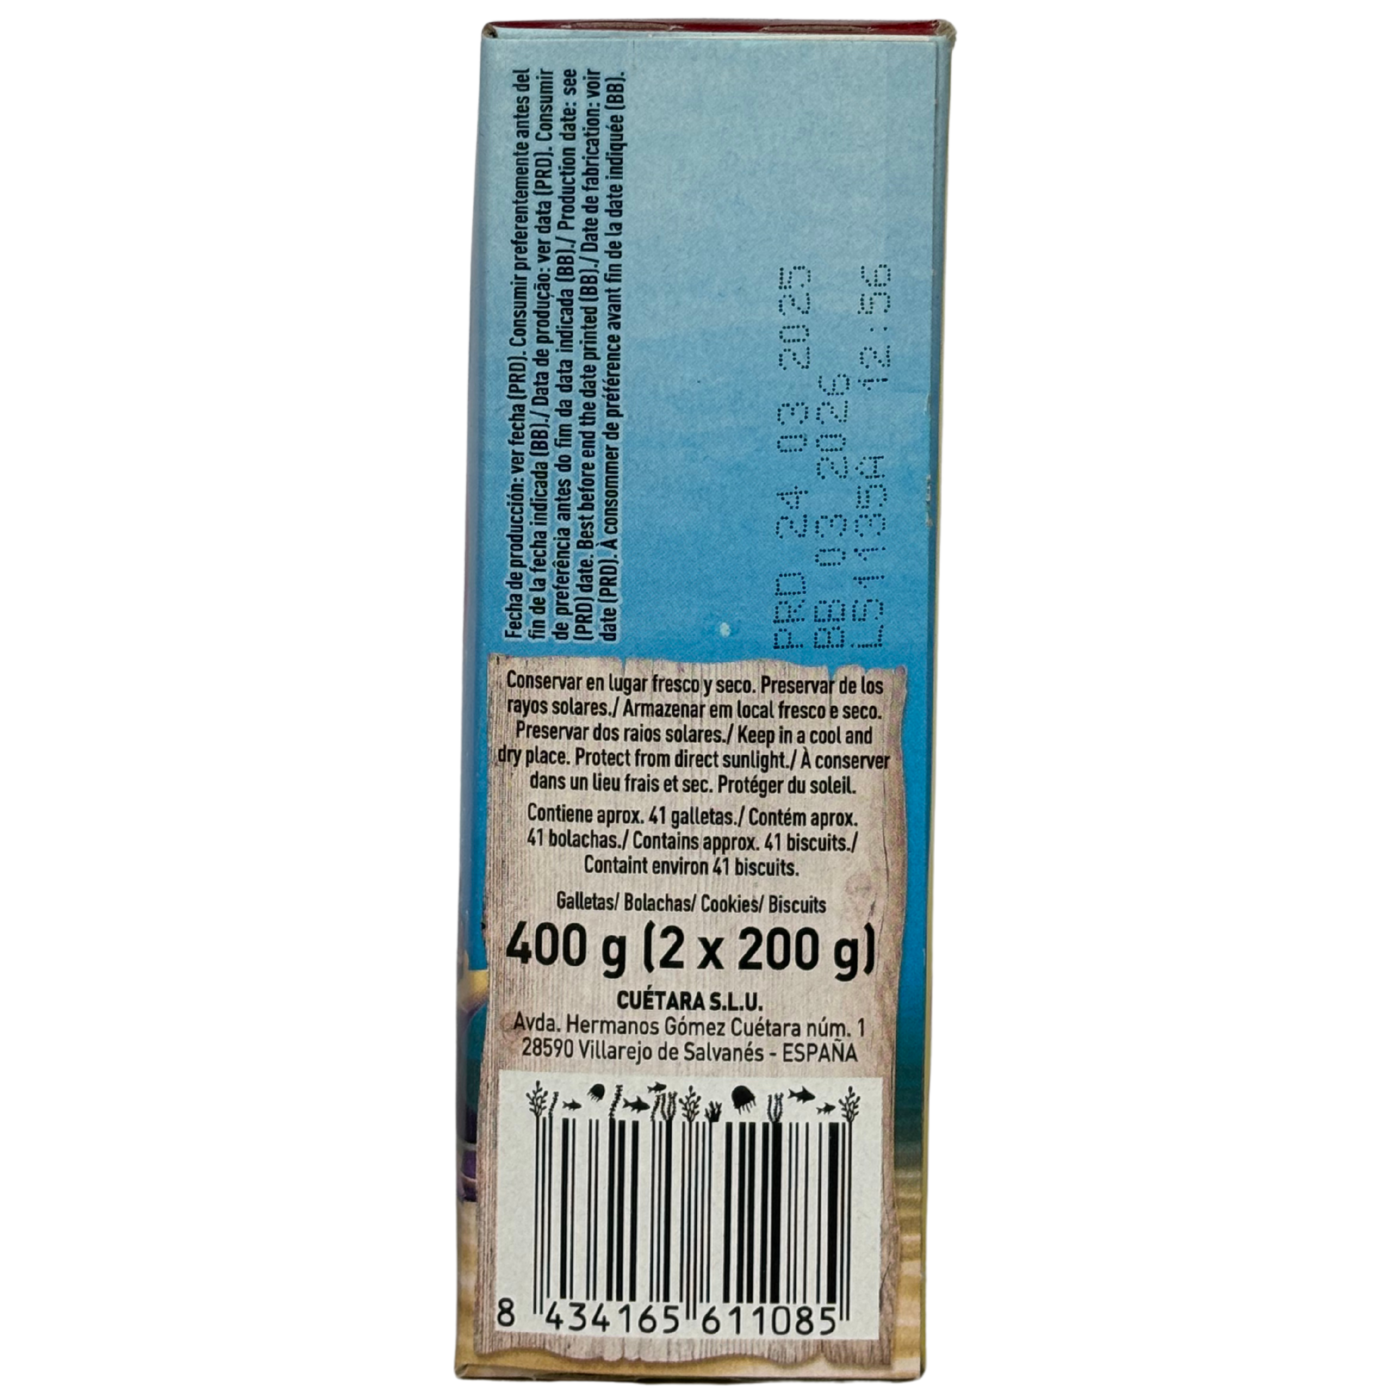 Fecha de producción: ver fecha (PRD). Consumir preferentemente antes del
fin de la fecha indicada (BB)./ Data de produção: ver data (PRD). Consumir
de preferência antes do fim da data indicada (BB)./ Production date: see
(PRD) date. Best before end the date printed (BB)./ Date de fabrication: voir
date (PRD). À consommer de préférence avant fin de la date indiquée (BB).
PRD 24 03 2025
BB 03 2026
L51135A 12:56
Conservar en lugar fresco y seco. Preservar de los
rayos solares./ Armazenar em local fresco e seco.
Preservar dos raios solares./ Keep in a cool and
dry place. Protect from direct sunlight./ À conserver
dans un lieu frais et sec. Protéger du soleil.
Contiene aprox. 41 galletas./ Contém aprox.
41 bolachas./ Contains approx. 41 biscuits./
Containt environ 41 biscuits.
Galletas/ Bolachas/ Cookies/ Biscuits
400 g (2 x 200 g)
CUÉTARA S.L.U.
Avda. Hermanos Gómez Cuétara núm. 1
28590 Villarejo de Salvanés - ESPAÑA
8 434165 611085